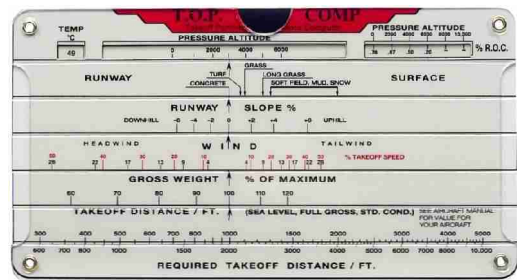 T.O.P. COMP
TEMP °C
49
PRESSURE ALTITUDE
0 2000 4000 6000
PRESSURE ALTITUDE
0 2000 4000 6000 8000 10,000
% R.O.C.
RUNWAY
TURF
CONCRETE
GRASS
LONG GRASS
SOFT FIELD, MUD, SNOW
SURFACE
RUNWAY SLOPE %
DOWNHILL -6 -4 -2 0 +2 +4 UPHILL
HEADWIND WIND TAILWIND
% TAKEOFF SPEED
GROSS WEIGHT % OF MAXIMUM
60 70 80 90 100 110 120
TAKEOFF DISTANCE / FT. (SEA LEVEL, FULL GROSS, STD. COND.)
SEE AIRCRAFT MANUAL
FOR VALUE FOR
YOUR AIRCRAFT
500 1000 1500 2000 3000 4000 5000
600 700 800 1000 1500 2000 3000 4000 5000 6000 7000 8000 10,000
REQUIRED TAKEOFF DISTANCE / FT.